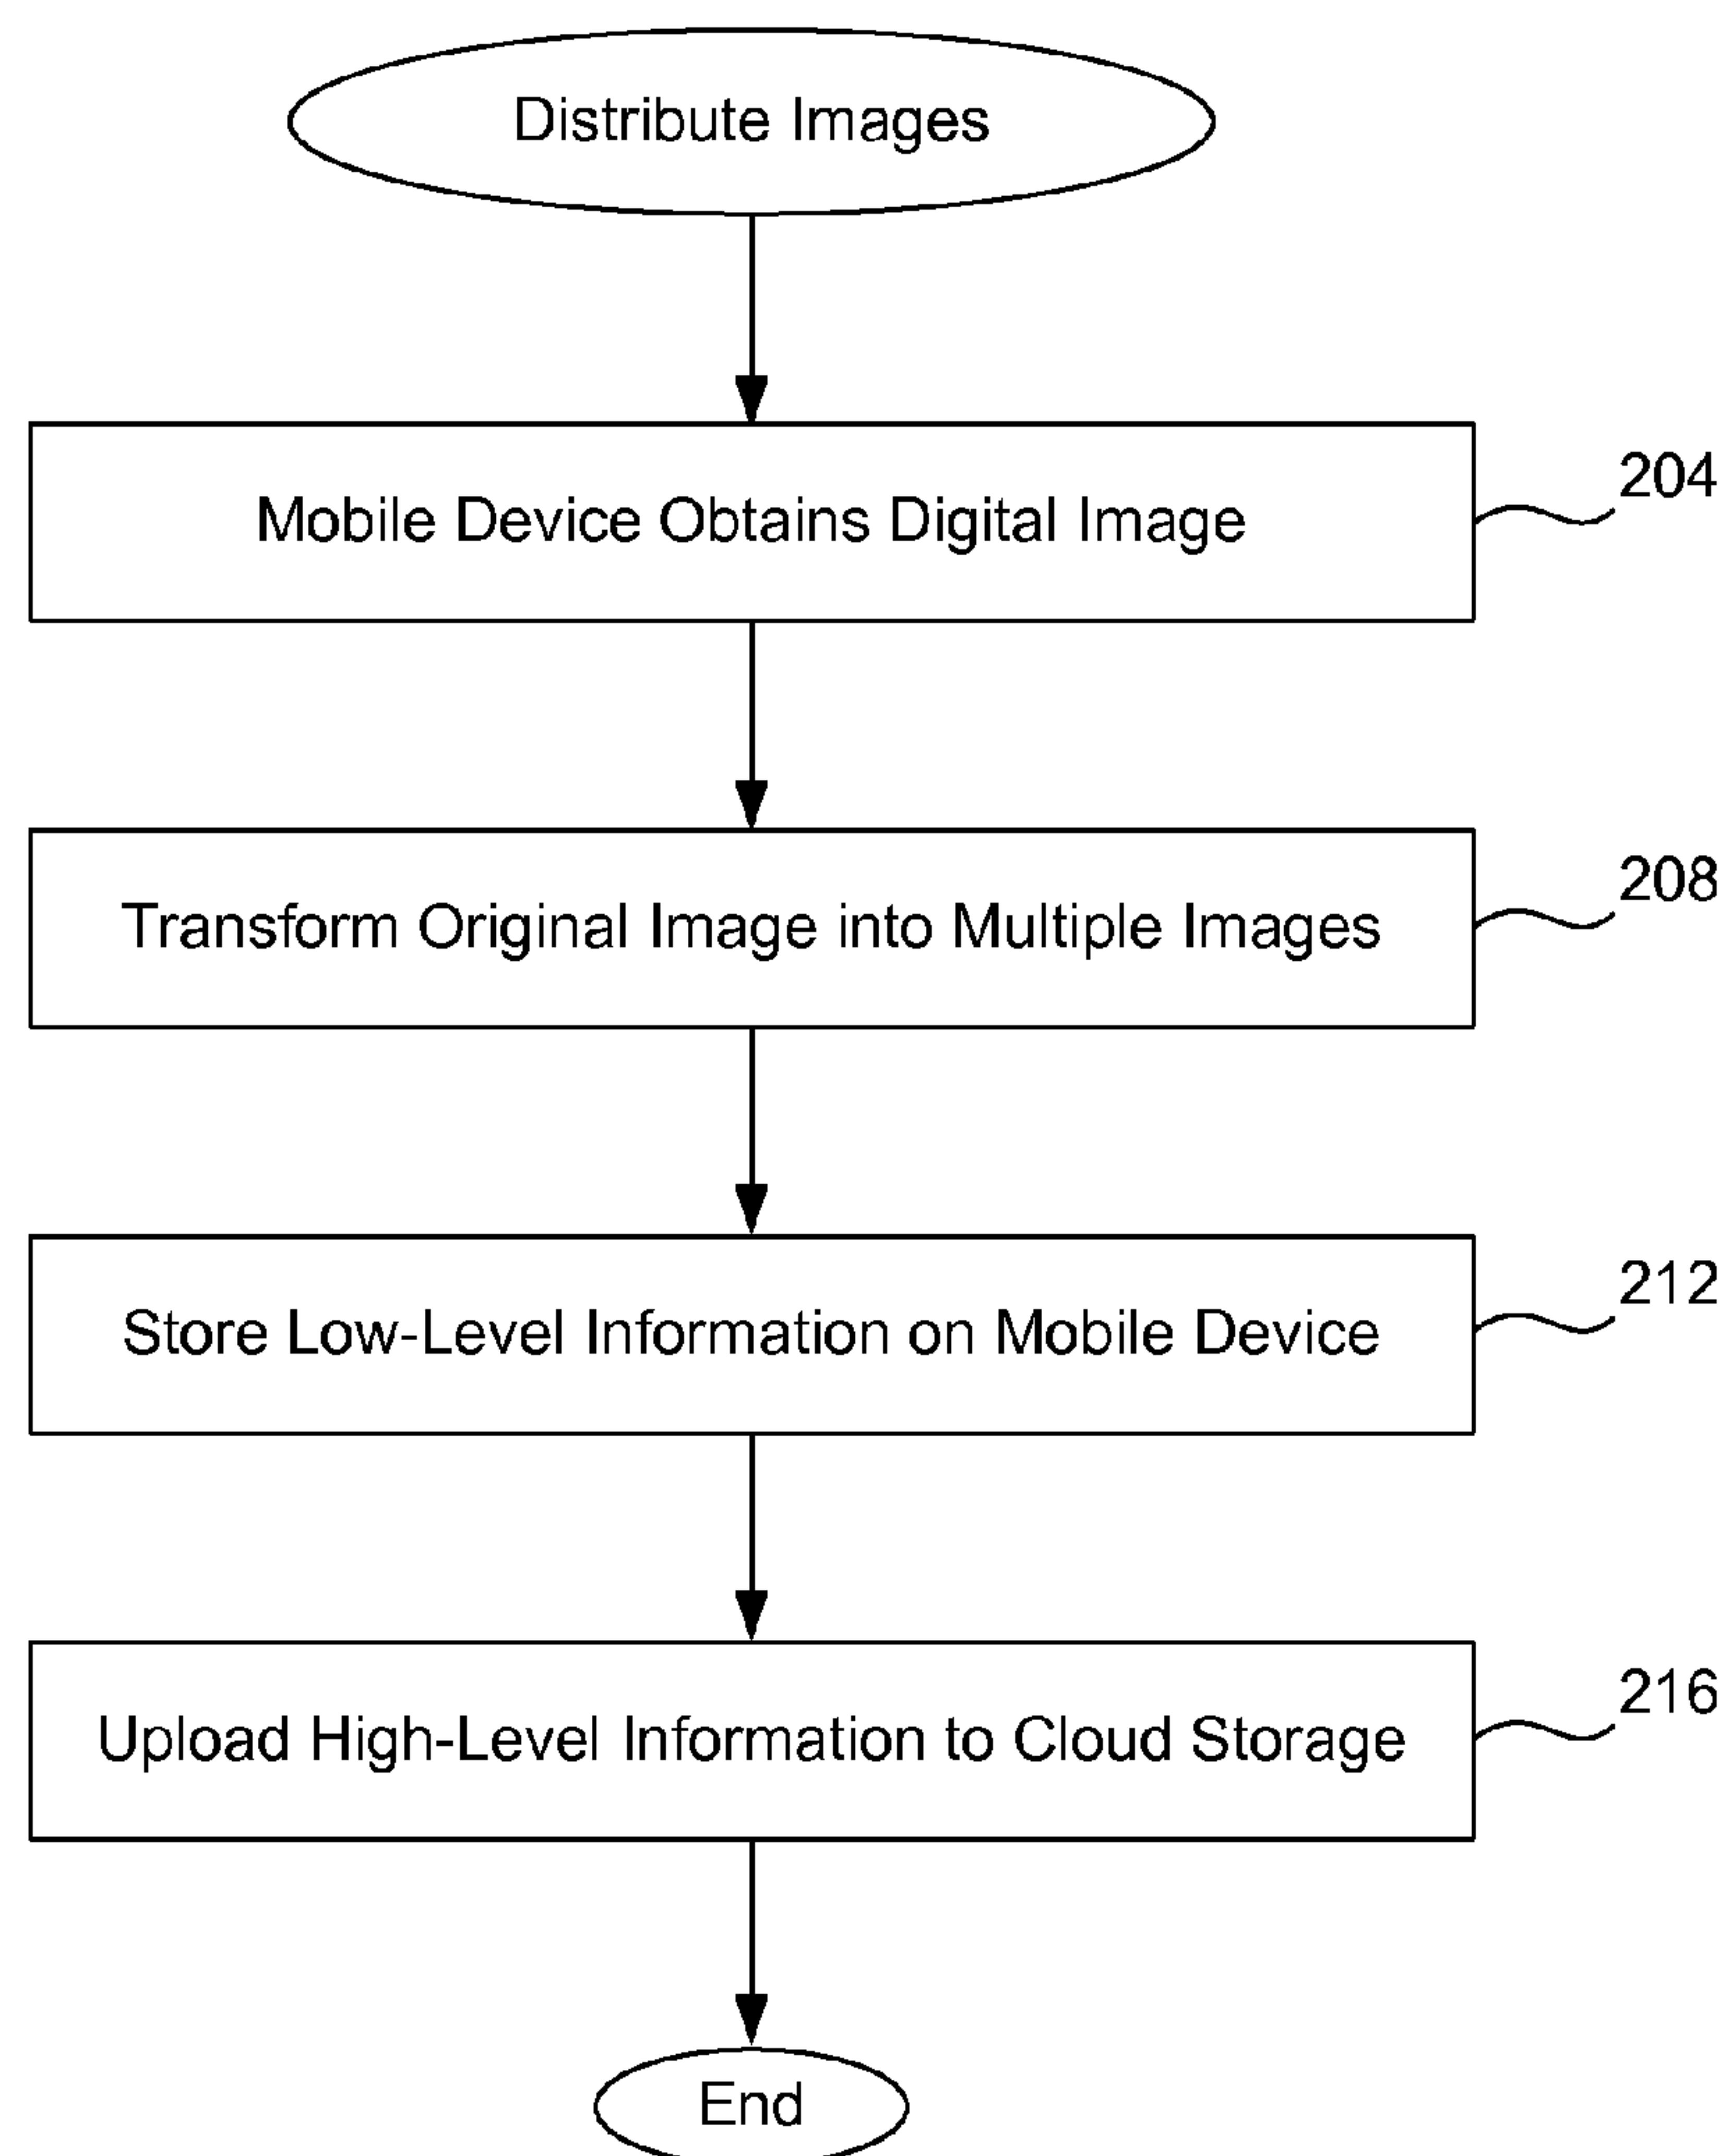 Distribute Images
204
Mobile Device Obtains Digital Image
208
Transform Original Image into Multiple Images
212
Store Low-Level Information on Mobile Device
216
Upload High-Level Information to Cloud Storage
End